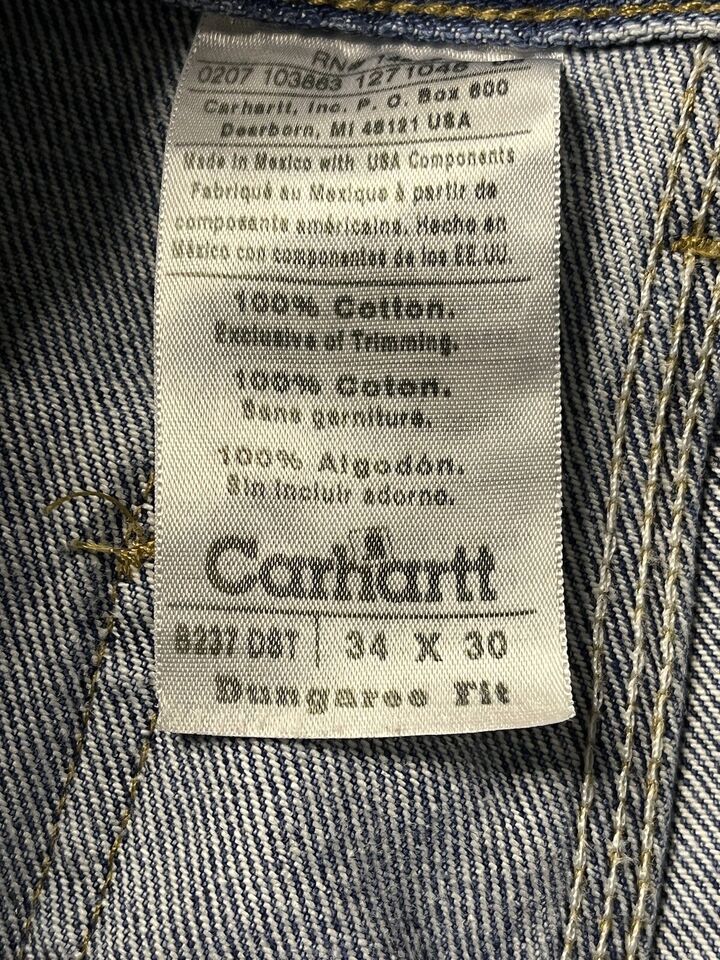 RN#
0207 103863 1271046
Carhartt, Inc. P. O. Box 600
Dearborn, MI 48121 USA
Made in Mexico with USA Components
Fabriqué au Mexique à partir de
composants américains. Hecho en
México con componentes de los EE.UU.
100% Cotton.
Exclusive of Trimming.
100% Coton.
Sans garniture.
100% Algodón.
Sin incluir adorno.
Carhartt
B237 DST 34 X 30
Dungaree Fit